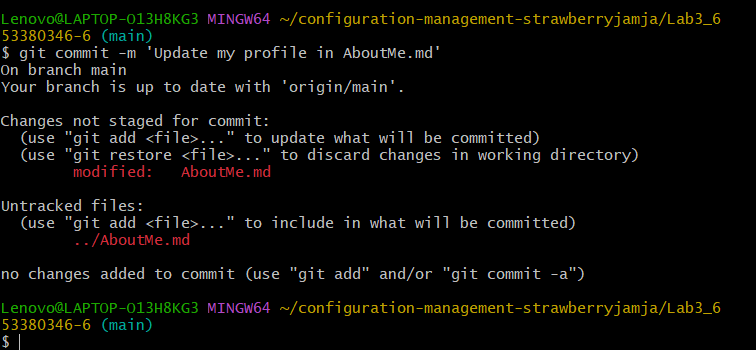 Lenovo@LAPTOP-O13H8KG3 MINGW64 ~/configuration-management-strawberryjamja/Lab3_6
53380346-6 (main)
$ git commit -m 'Update my profile in AboutMe.md'
On branch main
Your branch is up to date with 'origin/main'.
Changes not staged for commit:
(use "git add <file>..." to update what will be committed)
(use "git restore <file>..." to discard changes in working directory)
modified:   AboutMe.md
Untracked files:
(use "git add <file>..." to include in what will be committed)
../AboutMe.md
no changes added to commit (use "git add" and/or "git commit -a")
Lenovo@LAPTOP-O13H8KG3 MINGW64 ~/configuration-management-strawberryjamja/Lab3_6
53380346-6 (main)
$